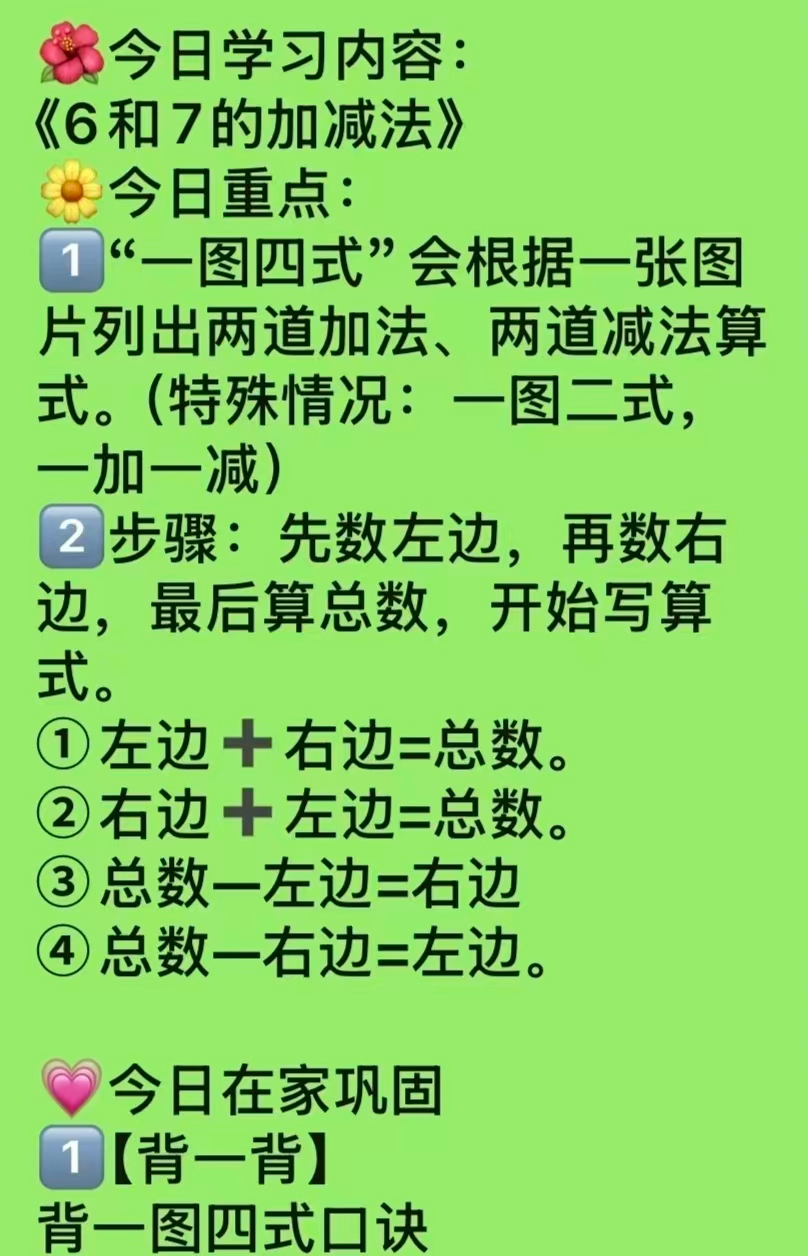 🌺今日学习内容：
《6和7的加减法》
🌼今日重点：
1️⃣“一图四式”会根据一张图
片列出两道加法、两道减法算
式。（特殊情况：一图二式，
一加一减）
2️⃣步骤：先数左边，再数右
边，最后算总数，开始写算
式。
①左边➕右边=总数。
②右边➕左边=总数。
③总数—左边=右边
④总数—右边=左边。
💗今日在家巩固
1️⃣【背一背】
背一图四式口诀